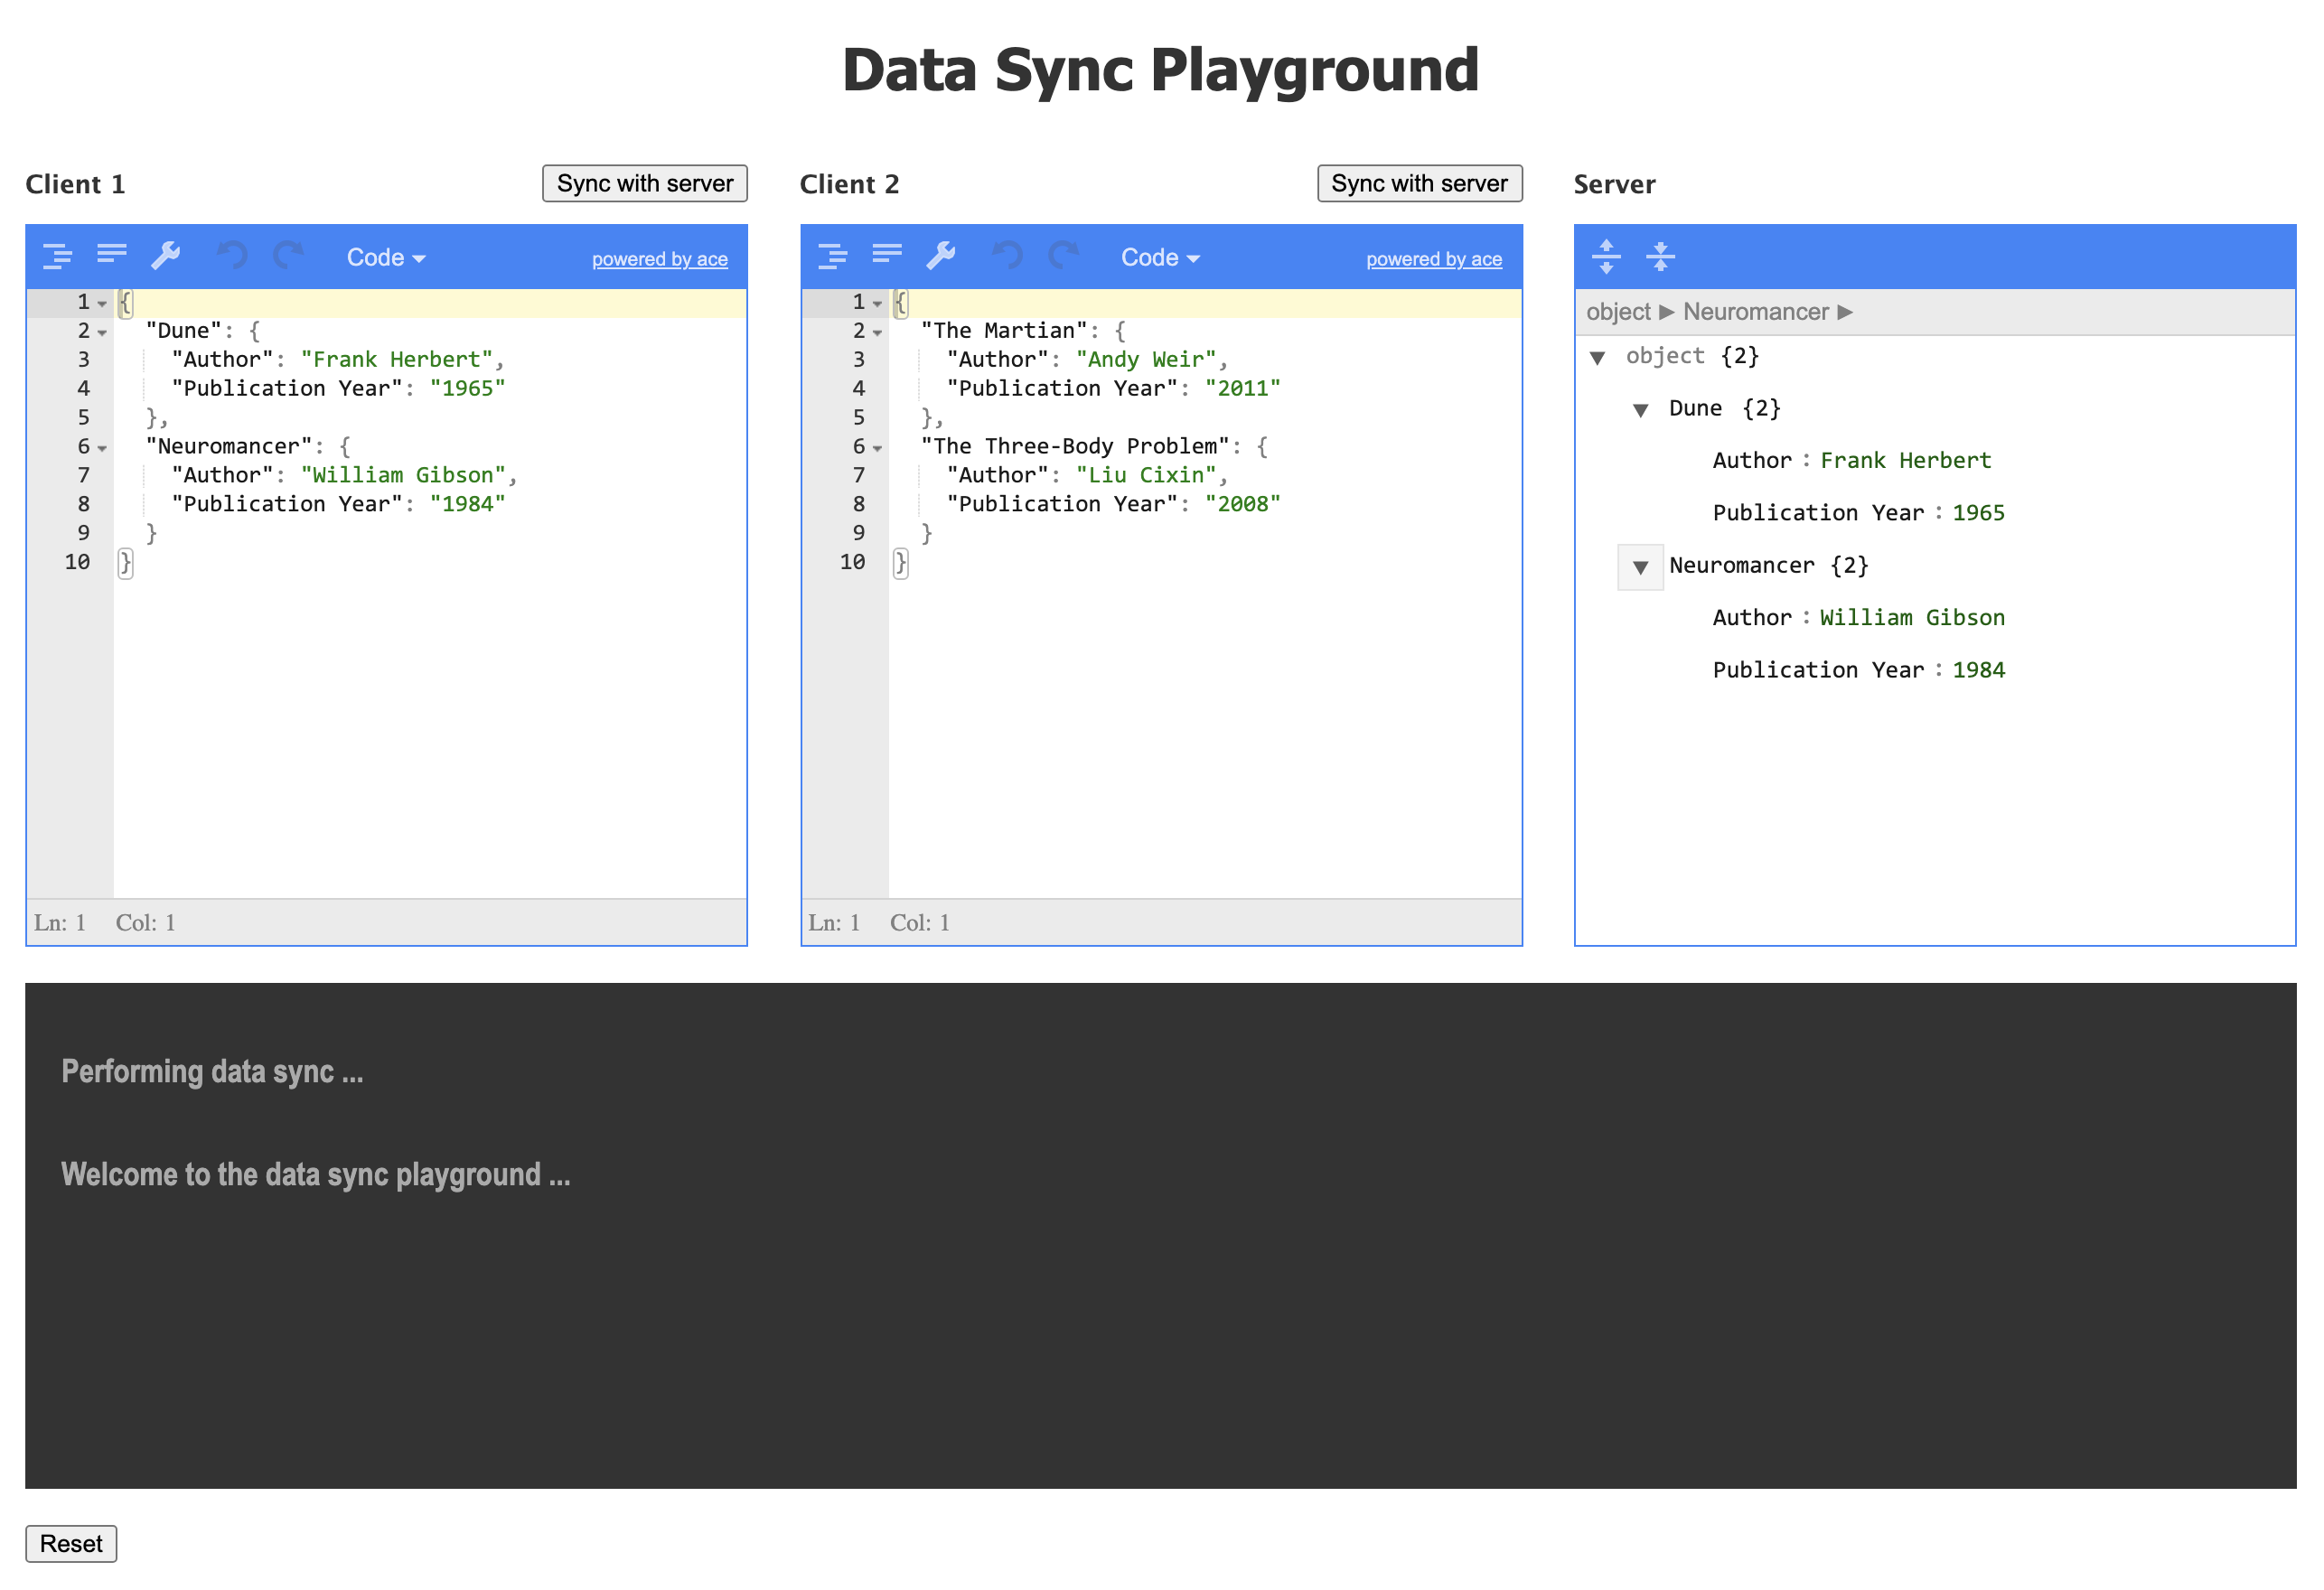 Data Sync Playground
Client 1
Sync with server
Code
powered by ace
1 {
2 "Dune": {
3 "Author": "Frank Herbert",
4 "Publication Year": "1965"
5 },
6 "Neuromancer": {
7 "Author": "William Gibson",
8 "Publication Year": "1984"
9 }
10 }
Ln: 1 Col: 1
Client 2
Sync with server
Code
powered by ace
1 {
2 "The Martian": {
3 "Author": "Andy Weir",
4 "Publication Year": "2011"
5 },
6 "The Three-Body Problem": {
7 "Author": "Liu Cixin",
8 "Publication Year": "2008"
9 }
10 }
Ln: 1 Col: 1
Server
object ► Neuromancer ►
▼ object {2}
▼ Dune {2}
Author : Frank Herbert
Publication Year : 1965
▼ Neuromancer {2}
Author : William Gibson
Publication Year : 1984
Performing data sync ...
Welcome to the data sync playground ...
Reset